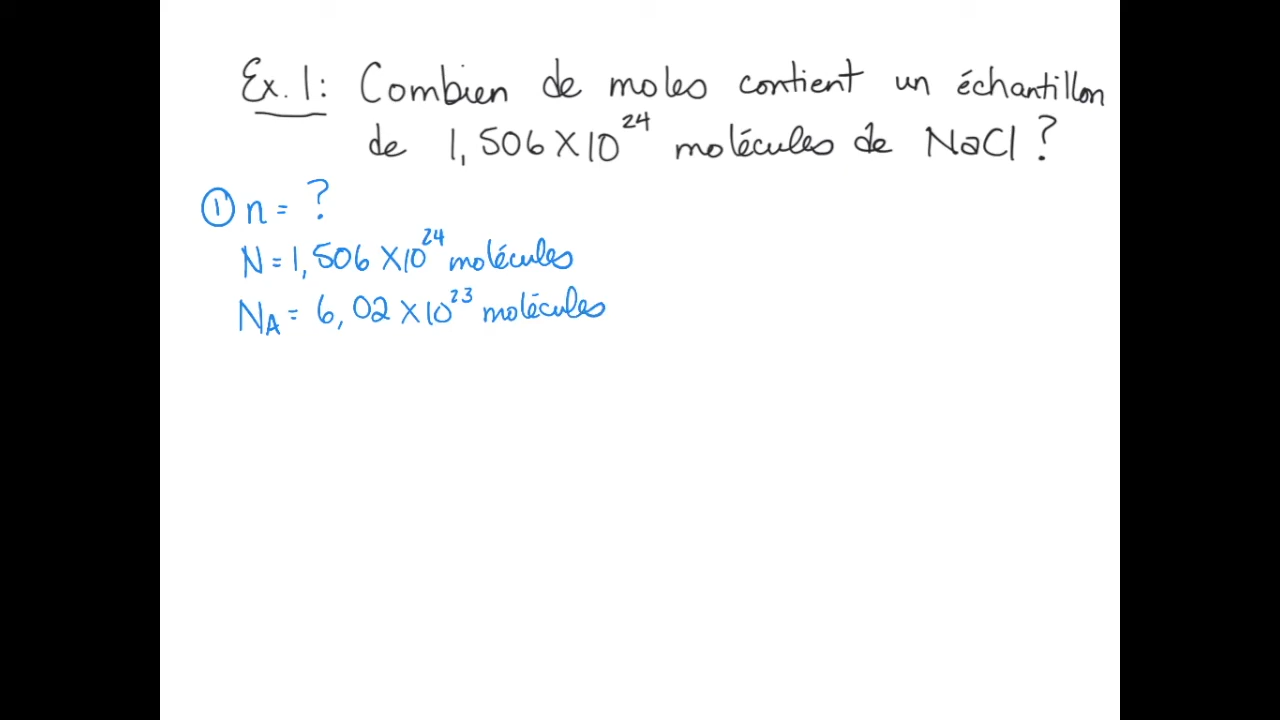 Ex. 1: Combien de moles contient un échantillon
de 1,506 X 10²⁴ molécules de NaCl ?
① n = ?
N = 1,506 X 10²⁴ molécules
N_A = 6,02 X 10²³ molécules